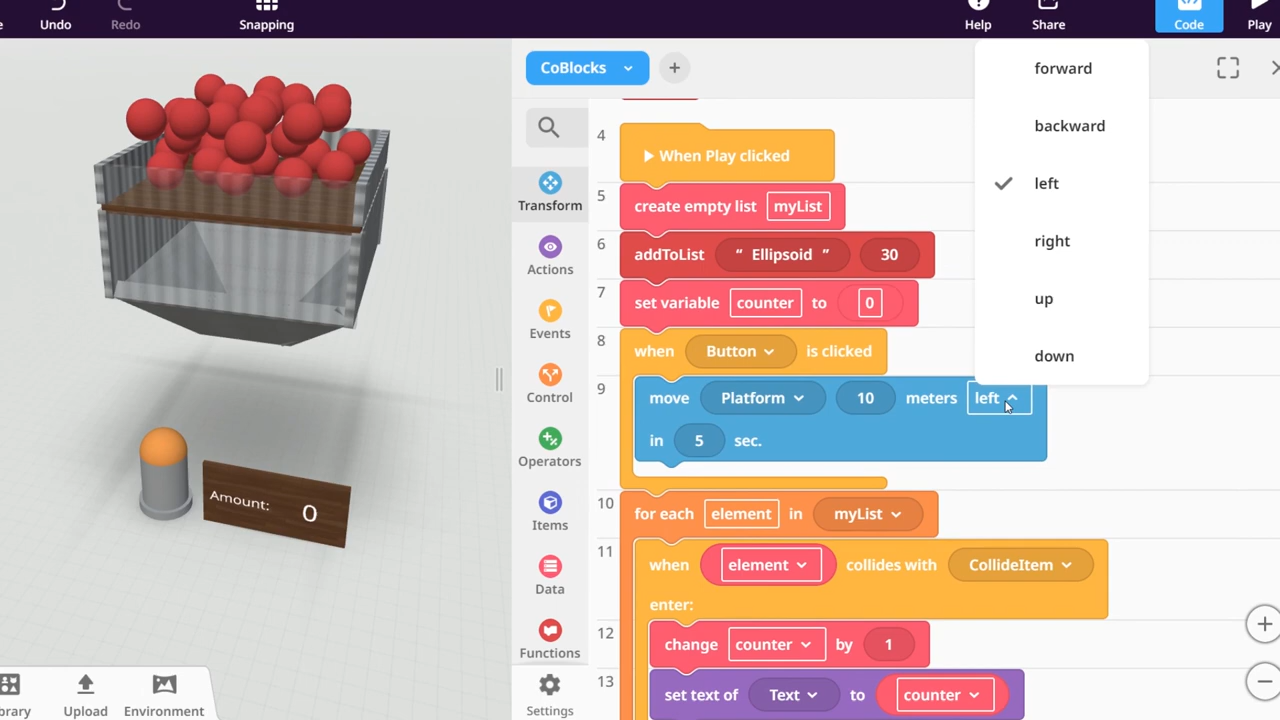 Undo
Redo
Snapping
Help
Share
Code
Play
Amount: 0
Upload
Environment
CoBlocks
+
Transform
Actions
Events
Control
Operators
Items
Data
Functions
Settings
4
When Play clicked
5
create empty list myList
6
addToList “ Ellipsoid ” 30
7
set variable counter to 0
8
when Button is clicked
9
move Platform 10 meters left
in 5 sec.
10
for each element in myList
11
when element collides with CollideItem
enter:
12
change counter by 1
13
set text of Text to counter
forward
backward
left
right
up
down